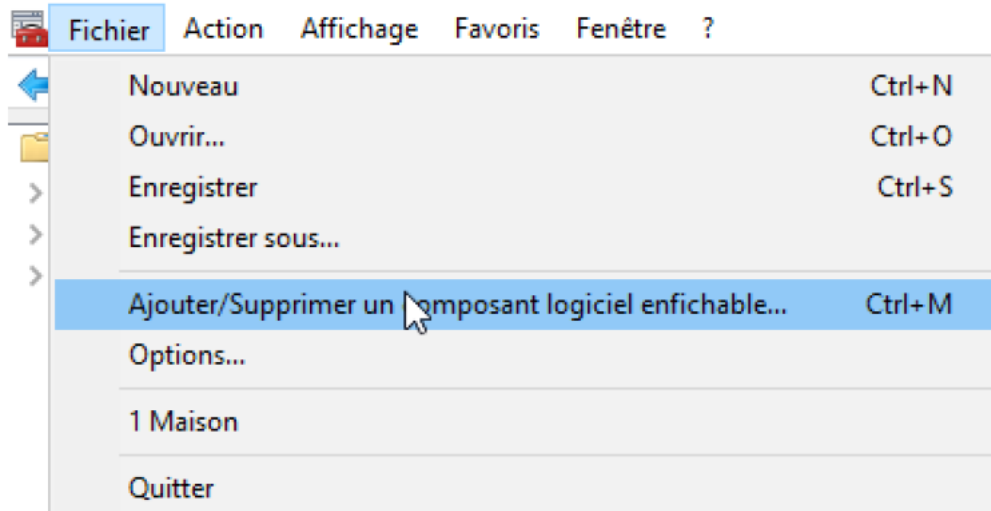 Fichier Action Affichage Favoris Fenêtre ?
Nouveau Ctrl+N
Ouvrir... Ctrl+O
Enregistrer Ctrl+S
Enregistrer sous...
Ajouter/Supprimer un composant logiciel enfichable... Ctrl+M
Options...
1 Maison
Quitter